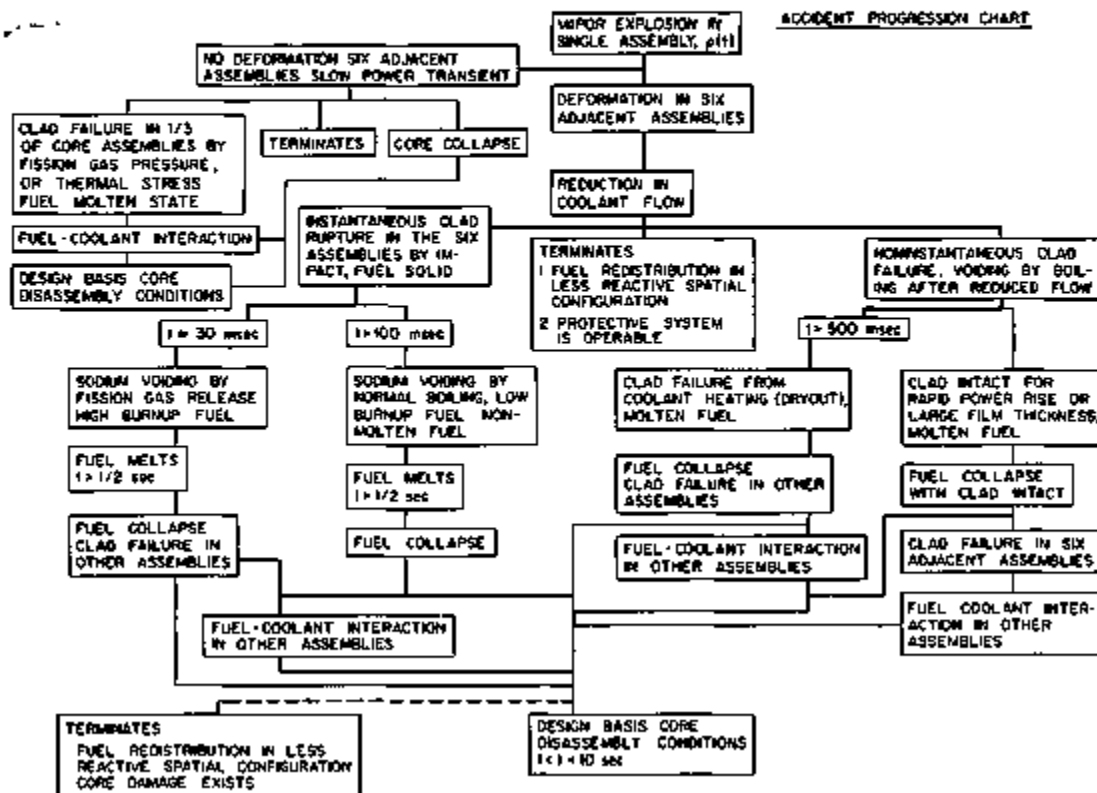 ACCIDENT PROGRESSION CHART
VAPOR EXPLOSION IN
SINGLE ASSEMBLY, ρ(t)
NO DEFORMATION SIX ADJACENT
ASSEMBLIES SLOW POWER TRANSIENT
DEFORMATION IN SIX
ADJACENT ASSEMBLIES
CLAD FAILURE IN 1/3
OF CORE ASSEMBLIES BY
FISSION GAS PRESSURE,
OR THERMAL STRESS
FUEL MOLTEN STATE
TERMINATES
CORE COLLAPSE
REDUCTION IN
COOLANT FLOW
FUEL-COOLANT INTERACTION
INSTANTANEOUS CLAD
RUPTURE IN THE SIX
ASSEMBLIES BY IM-
PACT, FUEL SOLID
DESIGN BASIS CORE
DISASSEMBLY CONDITIONS
TERMINATES
1 FUEL REDISTRIBUTION IN
LESS REACTIVE SPATIAL
CONFIGURATION
2 PROTECTIVE SYSTEM
IS OPERABLE
NONINSTANTANEOUS CLAD
FAILURE, VOIDING BY BOIL-
ING AFTER REDUCED FLOW
30 msec
t>100 msec
t> 500 msec
SODIUM VOIDING BY
FISSION GAS RELEASE
HIGH BURNUP FUEL
SODIUM VOIDING BY
NORMAL BOILING, LOW
BURNUP FUEL NON-
MOLTEN FUEL
CLAD FAILURE FROM
COOLANT HEATING (DRYOUT),
MOLTEN FUEL
CLAD INTACT FOR
RAPID POWER RISE OR
LARGE FILM THICKNESS,
MOLTEN FUEL
FUEL MELTS
t>1/2 sec
FUEL MELTS
t>1/2 sec
FUEL COLLAPSE
CLAD FAILURE IN OTHER
ASSEMBLIES
FUEL COLLAPSE
WITH CLAD INTACT
FUEL COLLAPSE
CLAD FAILURE IN
OTHER ASSEMBLIES
FUEL COLLAPSE
FUEL-COOLANT INTERACTION
IN OTHER ASSEMBLIES
CLAD FAILURE IN SIX
ADJACENT ASSEMBLIES
FUEL-COOLANT INTERACTION
IN OTHER ASSEMBLIES
FUEL COOLANT INTER-
ACTION IN OTHER
ASSEMBLIES
TERMINATES
FUEL REDISTRIBUTION IN LESS
REACTIVE SPATIAL CONFIGURATION
CORE DAMAGE EXISTS
DESIGN BASIS CORE
DISASSEMBLY CONDITIONS
10 sec